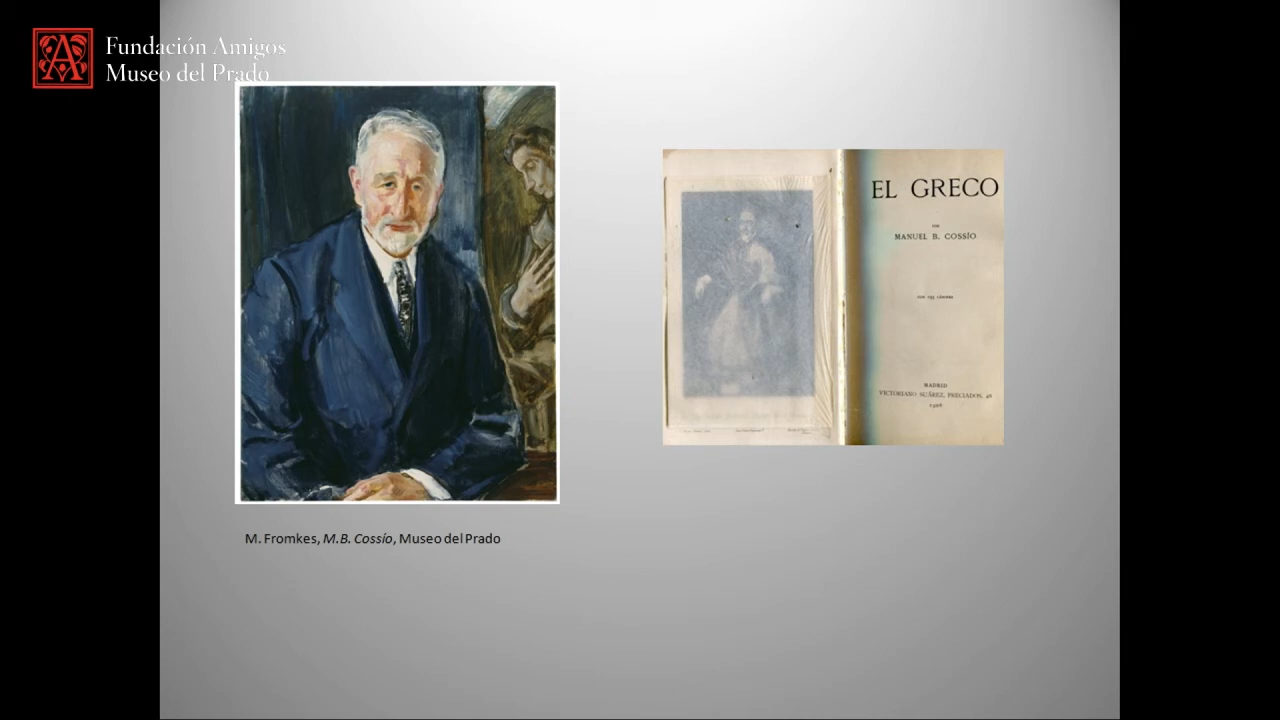 Fundación Amigos
Museo del Prado
EL GRECO
POR
MANUEL B. COSSÍO
MADRID
VICTORIANO SUÁREZ, PRECIADOS, 48
M. Fromkes, M.B. Cossío, Museo del Prado